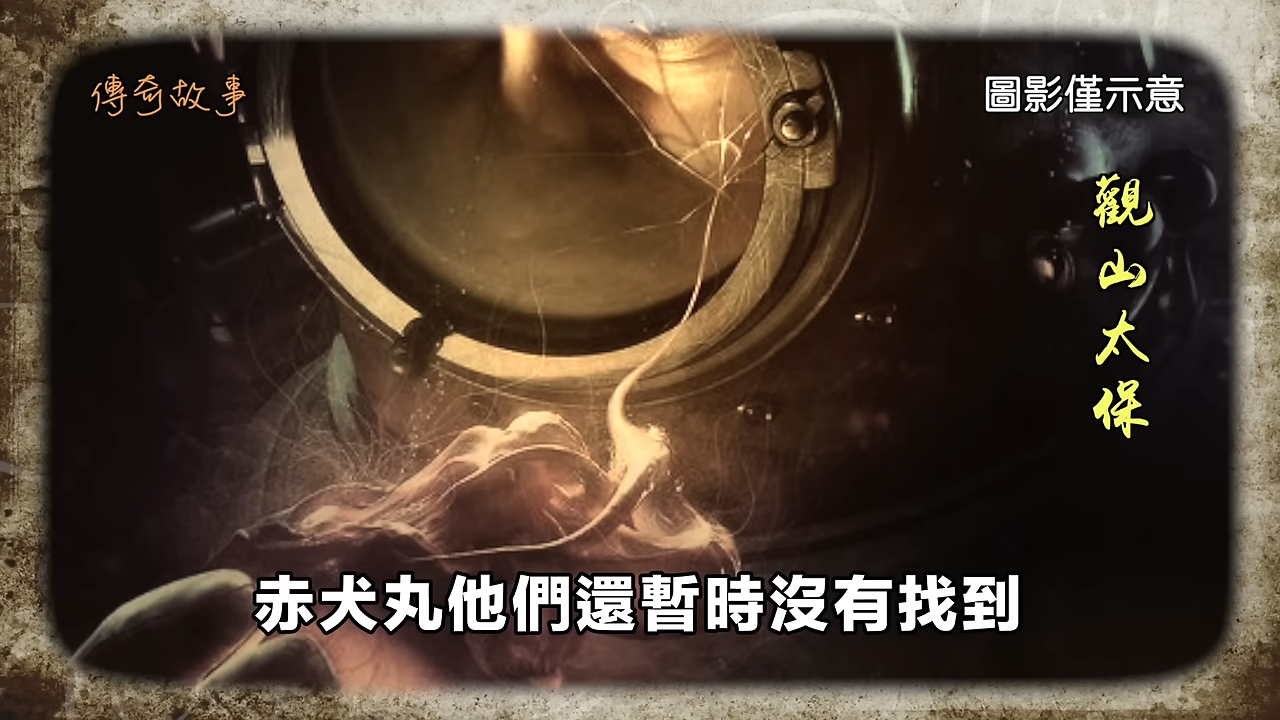 傳奇故事
圖影僅示意
觀山太保
赤犬丸他們還暫時沒有找到